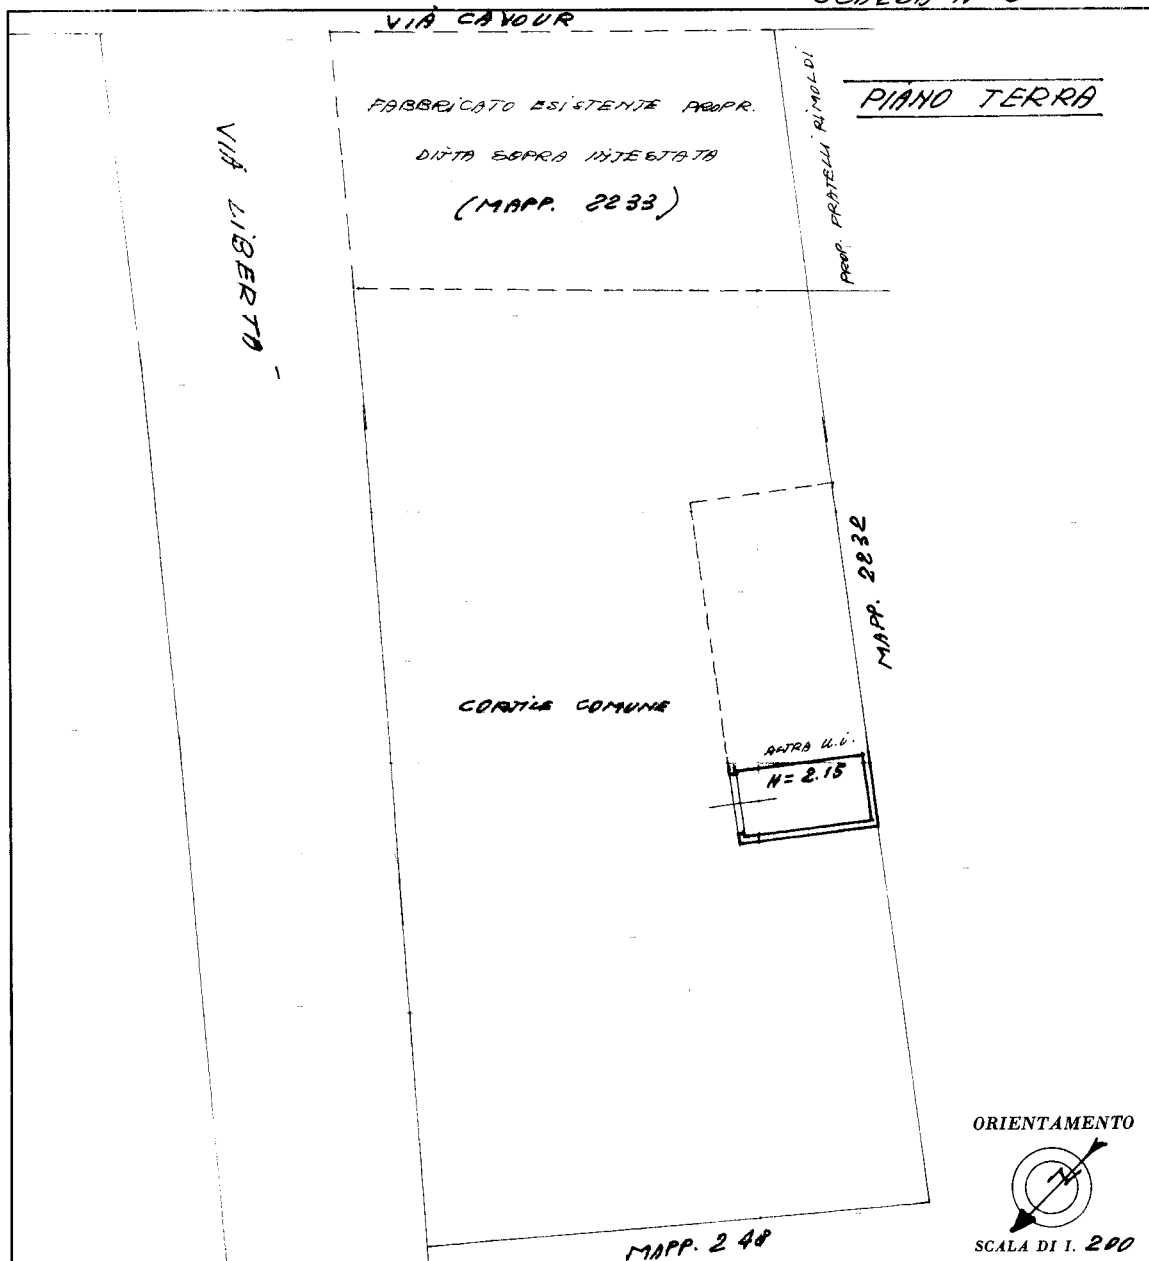 VIA CAVOUR
PIANO TERRA
FABBRICATO ESISTENTE PROPR.
DITTA SOPRA INTESTATA
(MAPP. 2233)
PROP. FRATELLI RIMOLDI
VIA LIBERTA'
MAPP. 2232
CORTILE COMUNE
ALTRA U.I.
H = 2.15
MAPP. 248
ORIENTAMENTO
N
SCALA DI 1. 200